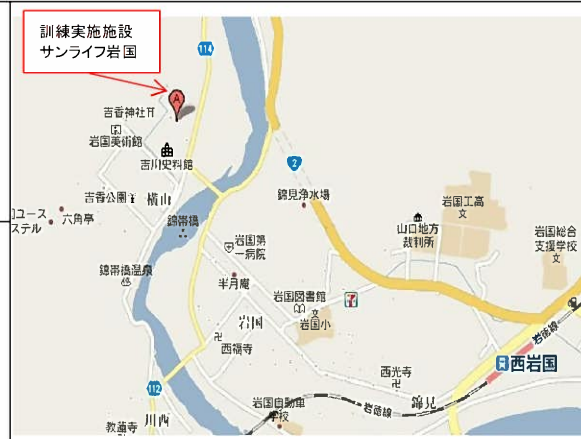 訓練実施施設
サンライフ岩国
114
A
吉香神社
岩国美術館
吉川史料館
2
吉香公園
横山
錦見浄水場
岩国工高
文
ユース
ステル
六角亭
錦帯橋
山口地方
裁判所
岩国総合
支援学校
文
岩国第
一病院
錦帯橋温泉
半月庵
岩国図書館
文
岩国小
7
岩国
岩徳線
西福寺
西岩国
西光寺
112
岩国自動車
学校
岩徳線
錦見
教蓮寺
川西